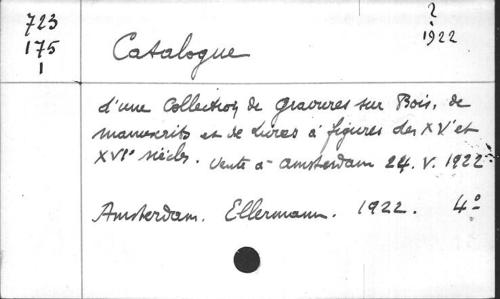 723
175
1
?
1922
Catalogue
d'une Collection de gravures sur Bois, de
manuscrits et de livres à figures des XVe et
XVIe siècles. Vente à Amsterdam 24. V. 1922
Amsterdam. Ellermann. 1922. 4º